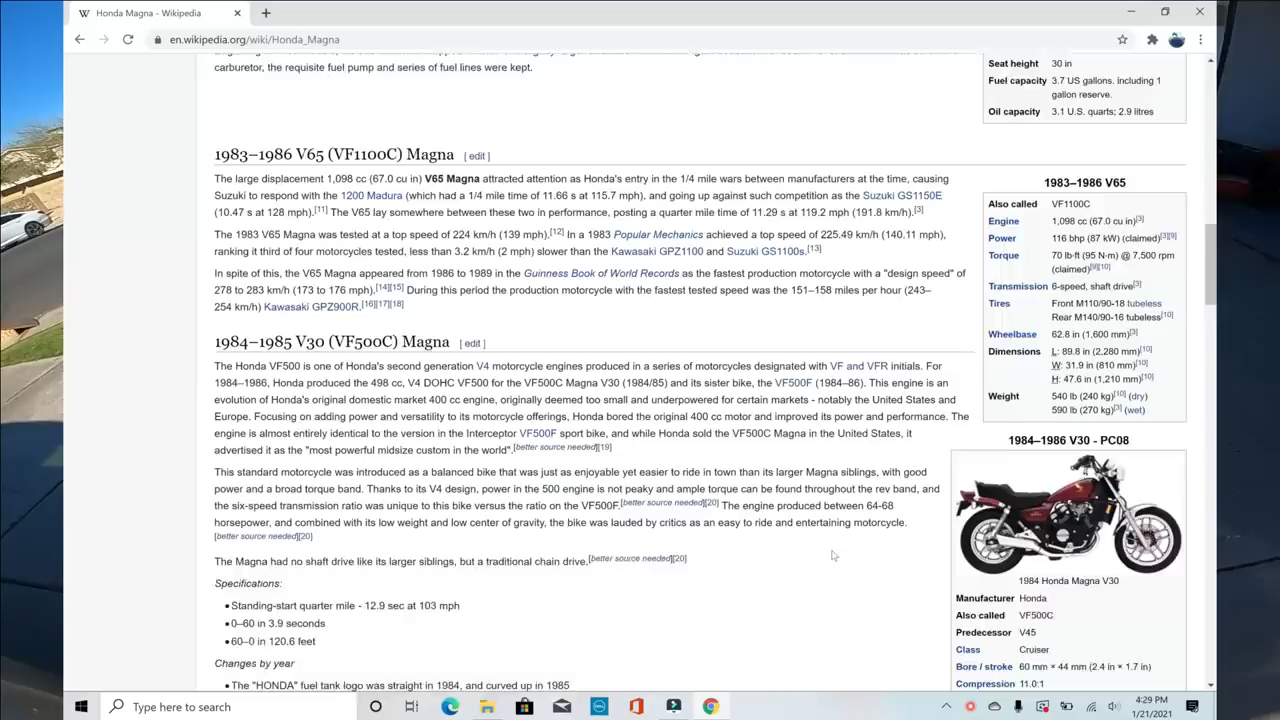 Honda Magna - Wikipedia
en.wikipedia.org/wiki/Honda_Magna
carburetor, the requisite fuel pump and series of fuel lines were kept.
Seat height 30 in
Fuel capacity 3.7 US gallons. including 1
gallon reserve.
Oil capacity 3.1 U.S. quarts; 2.9 litres
1983–1986 V65 (VF1100C) Magna [ edit ]
The large displacement 1,098 cc (67.0 cu in) V65 Magna attracted attention as Honda's entry in the 1/4 mile wars between manufacturers at the time, causing
Suzuki to respond with the 1200 Madura (which had a 1/4 mile time of 11.66 s at 115.7 mph), and going up against such competition as the Suzuki GS1150E
(10.47 s at 128 mph).[11] The V65 lay somewhere between these two in performance, posting a quarter mile time of 11.29 s at 119.2 mph (191.8 km/h).[3]
The 1983 V65 Magna was tested at a top speed of 224 km/h (139 mph).[12] In a 1983 Popular Mechanics achieved a top speed of 225.49 km/h (140.11 mph),
ranking it third of four motorcycles tested, less than 3.2 km/h (2 mph) slower than the Kawasaki GPZ1100 and Suzuki GS1100s.[13]
In spite of this, the V65 Magna appeared from 1986 to 1989 in the Guinness Book of World Records as the fastest production motorcycle with a "design speed" of
278 to 283 km/h (173 to 176 mph).[14][15] During this period the production motorcycle with the fastest tested speed was the 151–158 miles per hour (243–
254 km/h) Kawasaki GPZ900R.[16][17][18]
1983–1986 V65
Also called VF1100C
Engine 1,098 cc (67.0 cu in)[3]
Power 116 bhp (87 kW) (claimed)[3][9]
Torque 70 lb-ft (95 N·m) @ 7,500 rpm
(claimed)[9][10]
Transmission 6-speed, shaft drive[3]
Tires Front M110/90-18 tubeless
Rear M140/90-16 tubeless[10]
Wheelbase 62.8 in (1,600 mm)[3]
Dimensions L: 89.8 in (2,280 mm)[10]
W: 31.9 in (810 mm)[10]
H: 47.6 in (1,210 mm)[10]
Weight 540 lb (240 kg)[10] (dry)
590 lb (270 kg)[3] (wet)
1984–1985 V30 (VF500C) Magna [ edit ]
The Honda VF500 is one of Honda's second generation V4 motorcycle engines produced in a series of motorcycles designated with VF and VFR initials. For
1984–1986, Honda produced the 498 cc, V4 DOHC VF500 for the VF500C Magna V30 (1984/85) and its sister bike, the VF500F (1984–86). This engine is an
evolution of Honda's original domestic market 400 cc engine, originally deemed too small and underpowered for certain markets - notably the United States and
Europe. Focusing on adding power and versatility to its motorcycle offerings, Honda bored the original 400 cc motor and improved its power and performance. The
engine is almost entirely identical to the version in the Interceptor VF500F sport bike, and while Honda sold the VF500C Magna in the United States, it
advertised it as the "most powerful midsize custom in the world".[better source needed][19]
This standard motorcycle was introduced as a balanced bike that was just as enjoyable yet easier to ride in town than its larger Magna siblings, with good
power and a broad torque band. Thanks to its V4 design, power in the 500 engine is not peaky and ample torque can be found throughout the rev band, and
the six-speed transmission ratio was unique to this bike versus the ratio on the VF500F.[better source needed][20] The engine produced between 64-68
horsepower, and combined with its low weight and low center of gravity, the bike was lauded by critics as an easy to ride and entertaining motorcycle.
[better source needed][20]
The Magna had no shaft drive like its larger siblings, but a traditional chain drive.[better source needed][20]
Specifications:
• Standing-start quarter mile - 12.9 sec at 103 mph
• 0–60 in 3.9 seconds
• 60–0 in 120.6 feet
Changes by year
• The "HONDA" fuel tank logo was straight in 1984, and curved up in 1985
1984–1986 V30 - PC08
1984 Honda Magna V30
Manufacturer Honda
Also called VF500C
Predecessor V45
Class Cruiser
Bore / stroke 60 mm × 44 mm (2.4 in × 1.7 in)
Compression 11.0:1
Type here to search
4:29 PM
1/21/2021